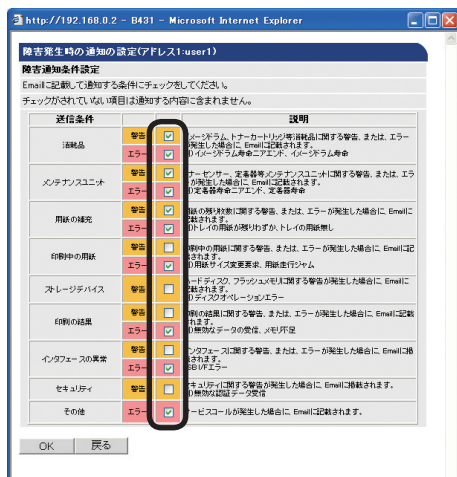 http://192.168.0.2 - B431 - Microsoft Internet Explorer
障害発生時の通知の設定(アドレス1:user1)
障害通知条件設定
Emailに記載して通知する条件にチェックをしてください。
チェックがされていない項目は通知する内容に含まれません。
送信条件 説明
消耗品
警告
エラー
メージドラム、トナーカートリッジ等消耗品に関する警告、または、エラー
発生した場合に、Emailに記載されます。
)イメージドラム寿命ニアエンド、イメージドラム寿命
メンテナンスユニット
警告
エラー
ーセンサー、定着器等メンテナンスユニットに関する警告、または、エラ
が発生した場合に、Emailに記載されます。
)定着器寿命ニアエンド、定着器寿命
用紙の補充
警告
エラー
紙の残り枚数に関する警告、または、エラーが発生した場合に、Emailに
載されます。
)トレイの用紙が残りわずか、トレイの用紙無し
印刷中の用紙
警告
エラー
刷中の用紙に関する警告、または、エラーが発生した場合に、Emailに記
されます。
)用紙サイズ変更要求、用紙走行ジャム
ストレージデバイス
警告
ードディスク、フラッシュメモリに関する警告が発生した場合に、Emailに
載されます。
)ディスクオペレーションエラー
印刷の結果
警告
エラー
刷の結果に関する警告、または、エラーが発生した場合に、Emailに記載
れます。
)無効なデータの受信、メモリ不足
インタフェースの異常
警告
エラー
ンタフェースに関する警告、または、エラーが発生した場合に、Emailに掲
されます。
SB I/Fエラー
セキュリティ
警告
キュリティに関する警告が発生した場合に、Emailに掲載されます。
)無効な認証データ受信
その他
エラー
ービスコールが発生した場合に、Emailに記載されます。
OK 戻る